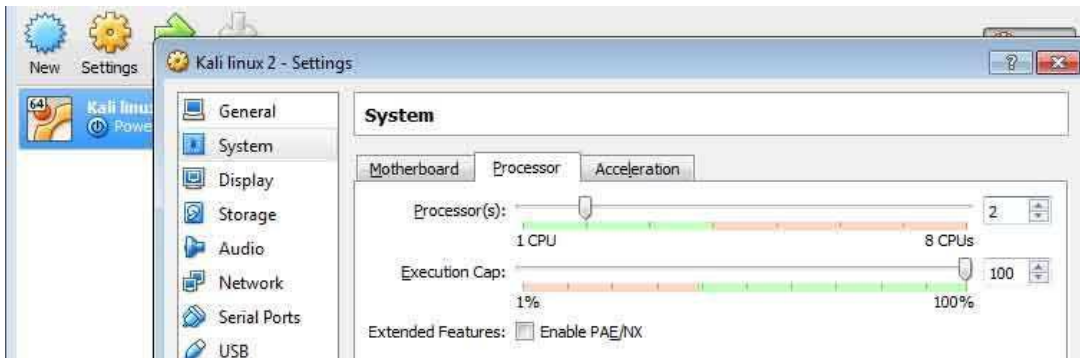 New Settings
Kali linux 2 - Settings
64
General
System
Display
Storage
Audio
Network
Serial Ports
USB
System
Motherboard Processor Acceleration
Processor(s): 2
1 CPU 8 CPUs
Execution Cap: 100
1% 100%
Extended Features: Enable PAE/NX